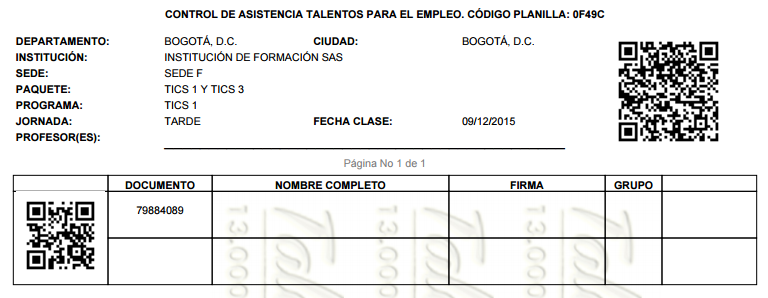 CONTROL DE ASISTENCIA TALENTOS PARA EL EMPLEO. CÓDIGO PLANILLA: 0F49C
DEPARTAMENTO: BOGOTÁ, D.C. CIUDAD: BOGOTÁ, D.C.
INSTITUCIÓN: INSTITUCIÓN DE FORMACIÓN SAS
SEDE: SEDE F
PAQUETE: TICS 1 Y TICS 3
PROGRAMA: TICS 1
JORNADA: TARDE FECHA CLASE: 09/12/2015
PROFESOR(ES):
Página No 1 de 1
DOCUMENTO NOMBRE COMPLETO FIRMA GRUPO
79884089